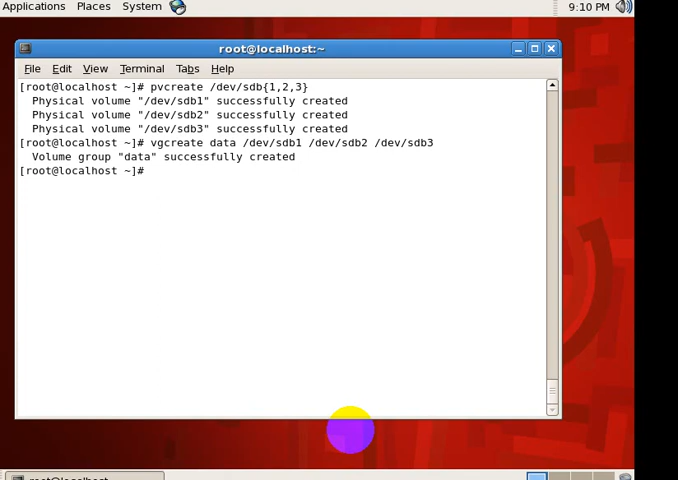 Applications Places System 9:10 PM
root@localhost:~
File Edit View Terminal Tabs Help
[root@localhost ~]# pvcreate /dev/sdb{1,2,3}
Physical volume "/dev/sdb1" successfully created
Physical volume "/dev/sdb2" successfully created
Physical volume "/dev/sdb3" successfully created
[root@localhost ~]# vgcreate data /dev/sdb1 /dev/sdb2 /dev/sdb3
Volume group "data" successfully created
[root@localhost ~]#
root@localhost:~